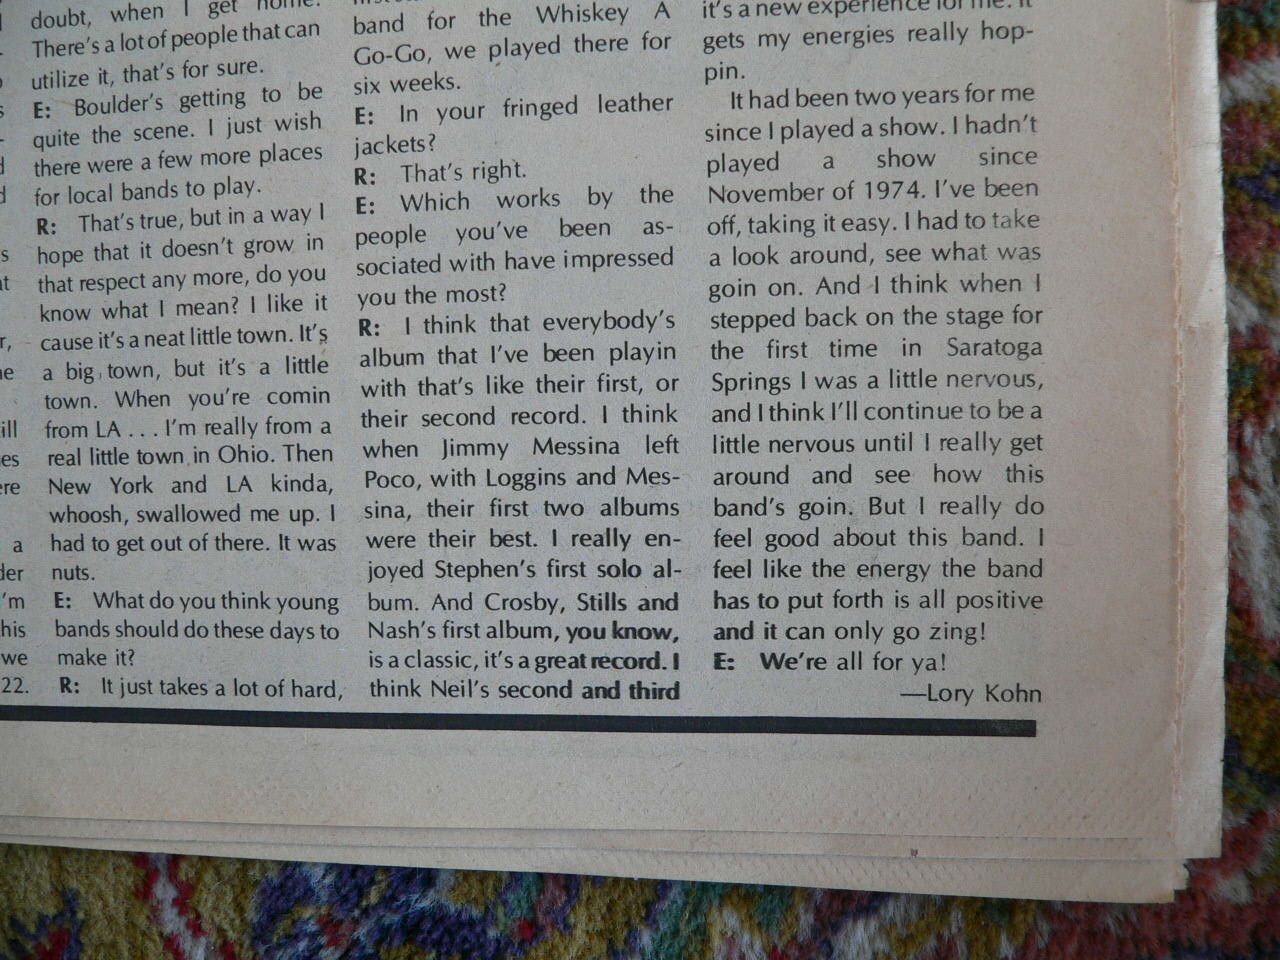 doubt, when I get home.
There's a lot of people that can
utilize it, that's for sure.
E: Boulder's getting to be
quite the scene. I just wish
there were a few more places
for local bands to play.
R: That's true, but in a way I
hope that it doesn't grow in
that respect any more, do you
know what I mean? I like it
cause it's a neat little town. It's
a big town, but it's a little
town. When you're comin
from LA . . . I'm really from a
real little town in Ohio. Then
New York and LA kinda,
whoosh, swallowed me up. I
had to get out of there. It was
nuts.
E: What do you think young
bands should do these days to
make it?
R: It just takes a lot of hard,
band for the Whiskey A
Go-Go, we played there for
six weeks.
E: In your fringed leather
jackets?
R: That's right.
E: Which works by the
people you've been as-
sociated with have impressed
you the most?
R: I think that everybody's
album that I've been playin
with that's like their first, or
their second record. I think
when Jimmy Messina left
Poco, with Loggins and Mes-
sina, their first two albums
were their best. I really en-
joyed Stephen's first solo al-
bum. And Crosby, Stills and
Nash's first album, you know,
is a classic, it's a great record. I
think Neil's second and third
it's a new experience for me. It
gets my energies really hop-
pin.
It had been two years for me
since I played a show. I hadn't
played a show since
November of 1974. I've been
off, taking it easy. I had to take
a look around, see what was
goin on. And I think when I
stepped back on the stage for
the first time in Saratoga
Springs I was a little nervous,
and I think I'll continue to be a
little nervous until I really get
around and see how this
band's goin. But I really do
feel good about this band. I
feel like the energy the band
has to put forth is all positive
and it can only go zing!
E: We're all for ya!
—Lory Kohn